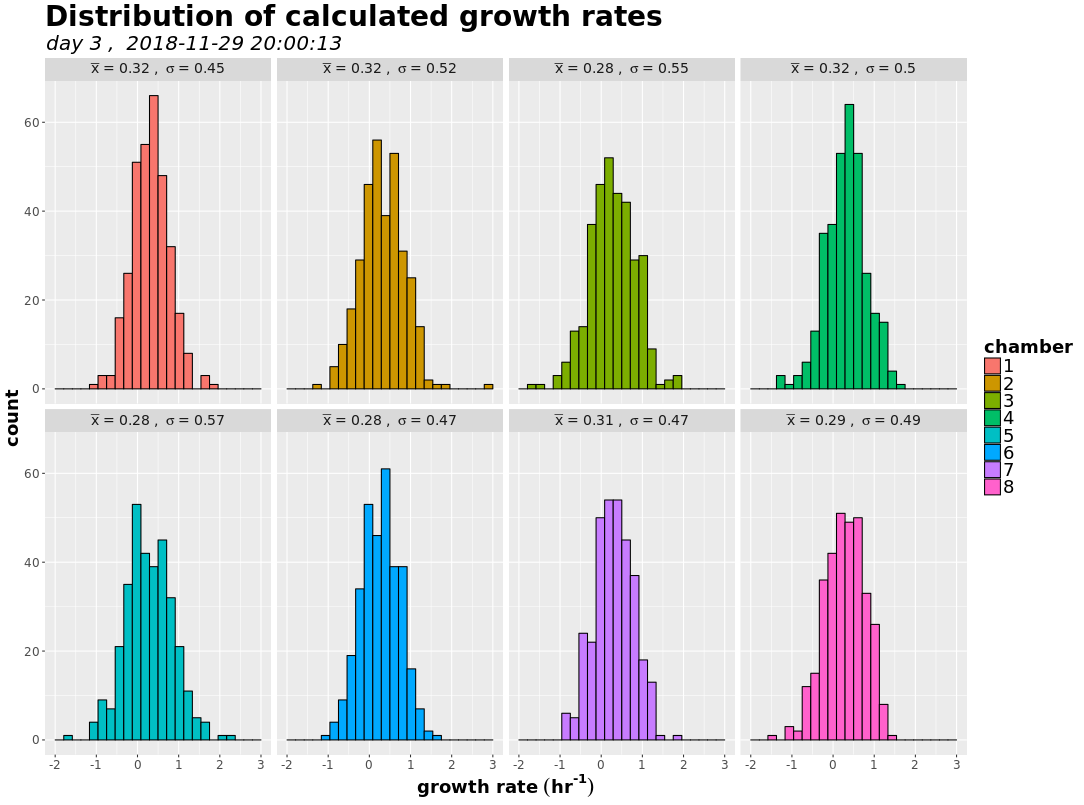 Distribution of calculated growth rates
day 3 ,  2018-11-29 20:00:13
x̅ = 0.32 ,  σ = 0.45
x̅ = 0.32 ,  σ = 0.52
x̅ = 0.28 ,  σ = 0.55
x̅ = 0.32 ,  σ = 0.5
60
40
20
0
count
x̅ = 0.28 ,  σ = 0.57
x̅ = 0.28 ,  σ = 0.47
x̅ = 0.31 ,  σ = 0.47
x̅ = 0.29 ,  σ = 0.49
60
40
20
0
-2 -1 0 1 2 3
-2 -1 0 1 2 3
-2 -1 0 1 2 3
-2 -1 0 1 2 3
growth rate (hr⁻¹)
chamber
1
2
3
4
5
6
7
8